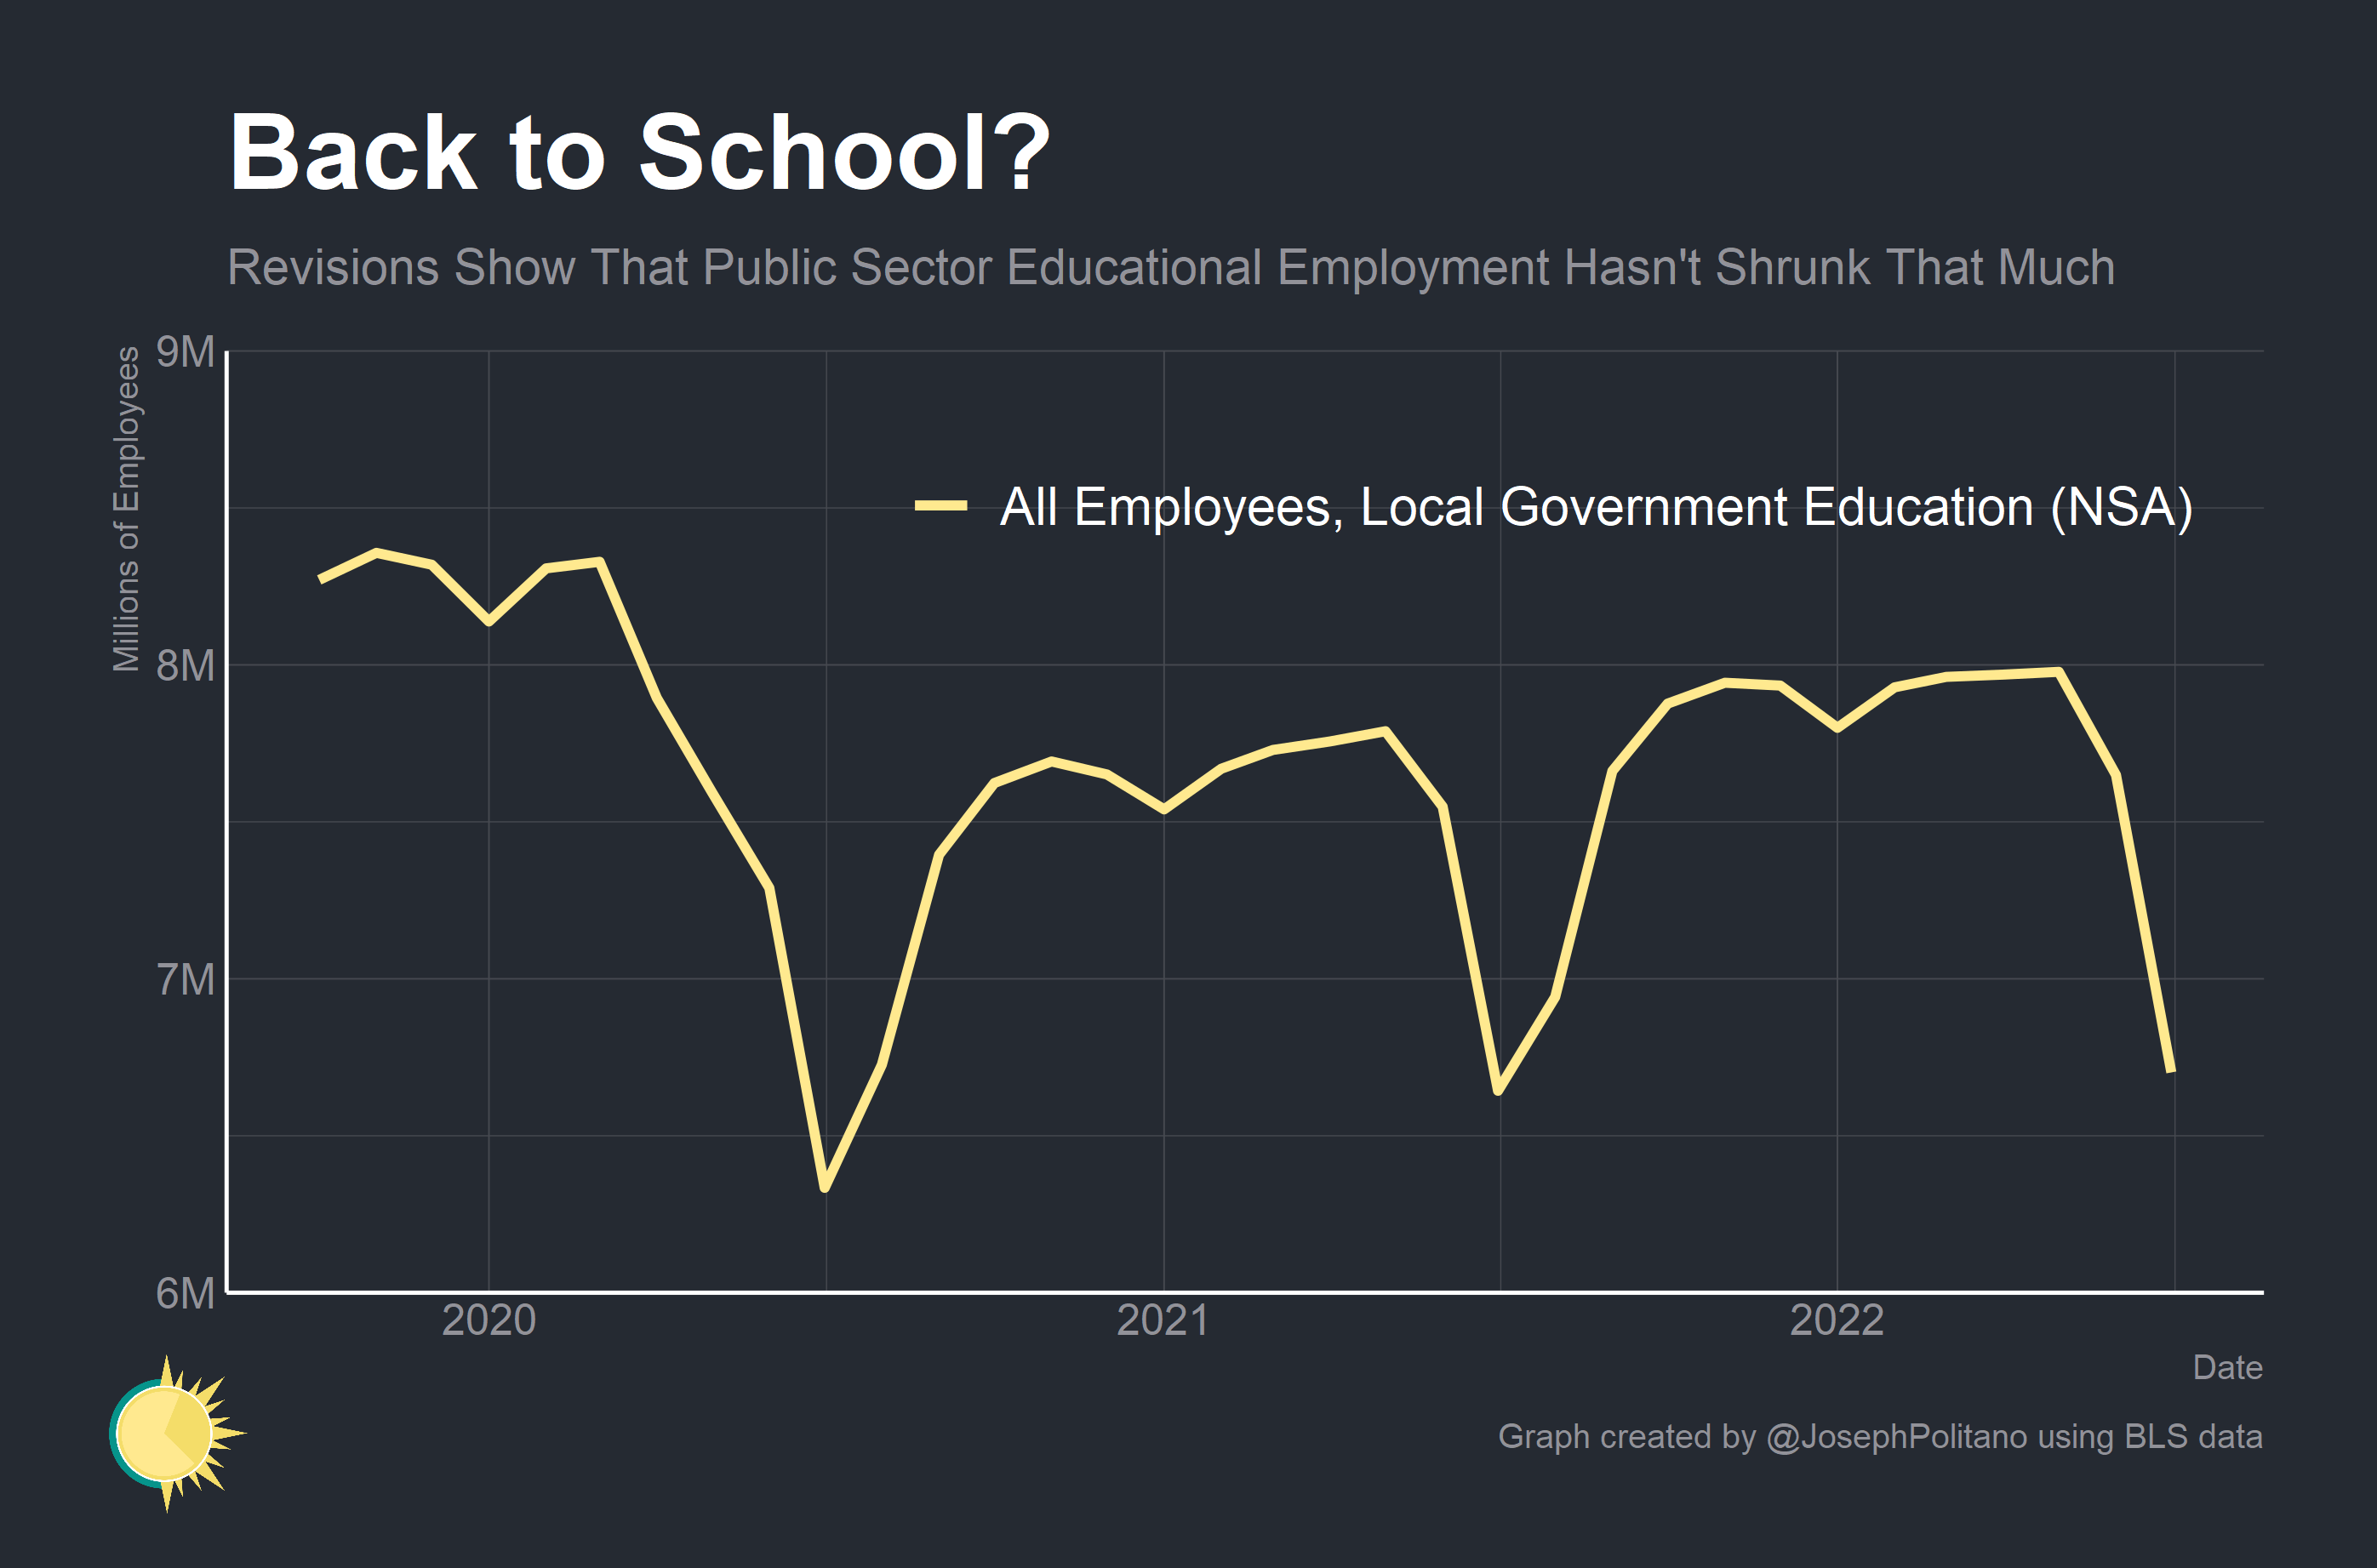 Back to School?
Revisions Show That Public Sector Educational Employment Hasn't Shrunk That Much
Millions of Employees
9M
8M
7M
6M
All Employees, Local Government Education (NSA)
2020
2021
2022
Date
Graph created by @JosephPolitano using BLS data